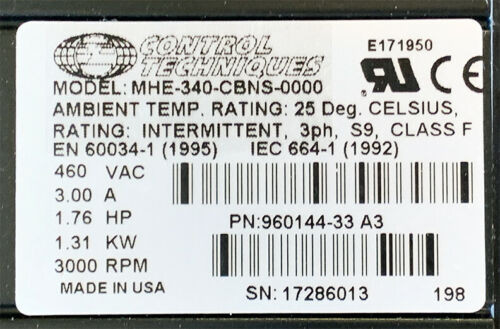 CONTROL
TECHNIQUES
E171950
MODEL: MHE-340-CBNS-0000
AMBIENT TEMP. RATING: 25 Deg. CELSIUS,
RATING: INTERMITTENT, 3ph, S9, CLASS F
EN 60034-1 (1995) IEC 664-1 (1992)
460 VAC
3.00 A
1.76 HP
PN:960144-33 A3
1.31 KW
3000 RPM
MADE IN USA
SN: 17286013
198